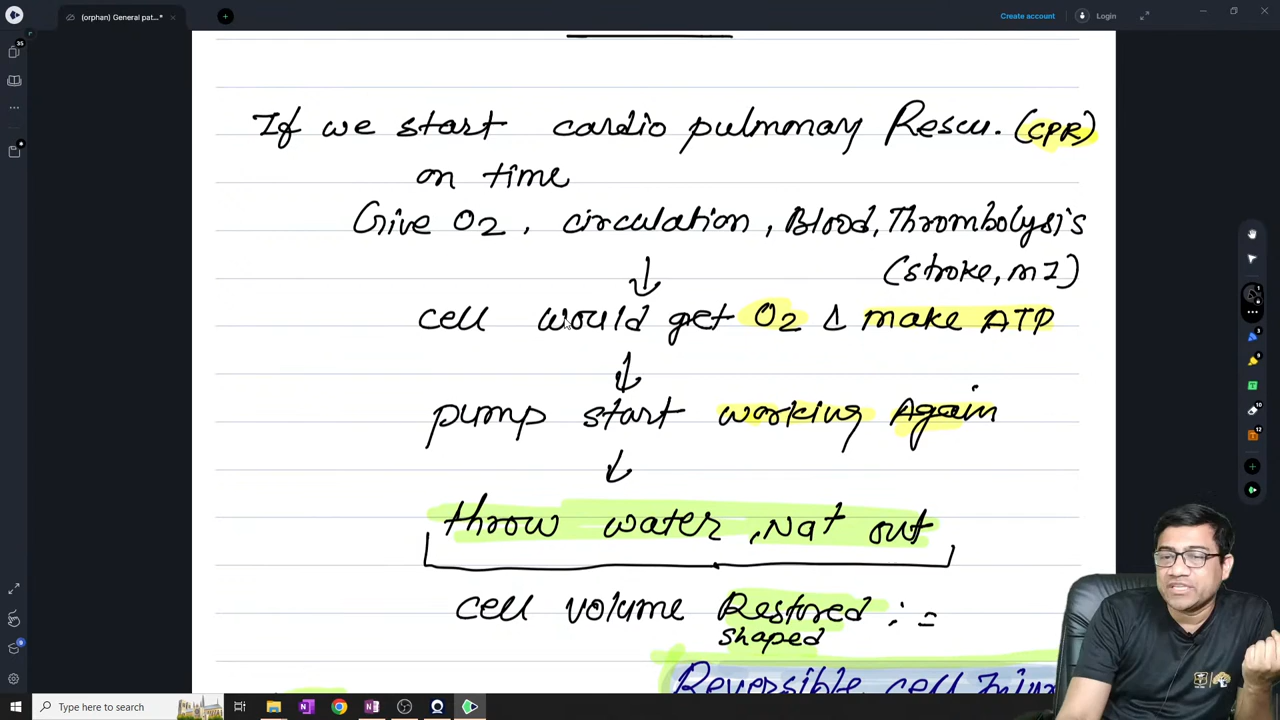 (orphan) General pat...*
Create account
Login
If we start cardio pulmonary Rescu. (CPR)
on time
Give O2, circulation, Blood, Thrombolysis
(stroke, MI)
cell would get O2 & make ATP
pump start working Again
throw water, Na+ out
cell volume Restored :=
shaped
Reversible cell Injur
Type here to search